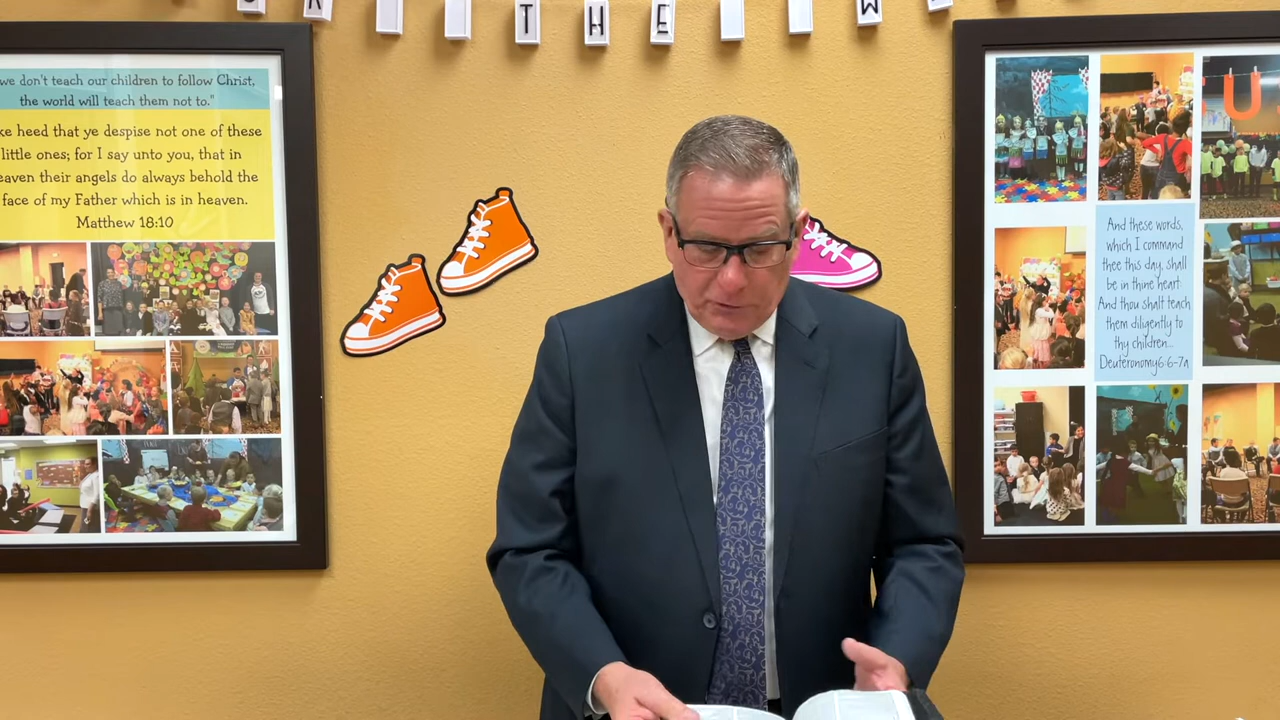 THE W
we don't teach our children to follow Christ,
the world will teach them not to."
ke heed that ye despise not one of these
little ones; for I say unto you, that in
eaven their angels do always behold the
face of my Father which is in heaven.
Matthew 18:10
U
And these words,
which I command
thee this day, shall
be in thine heart:
And thou shalt teach
them diligently to
thy children...
Deuteronomy 6:6-7a